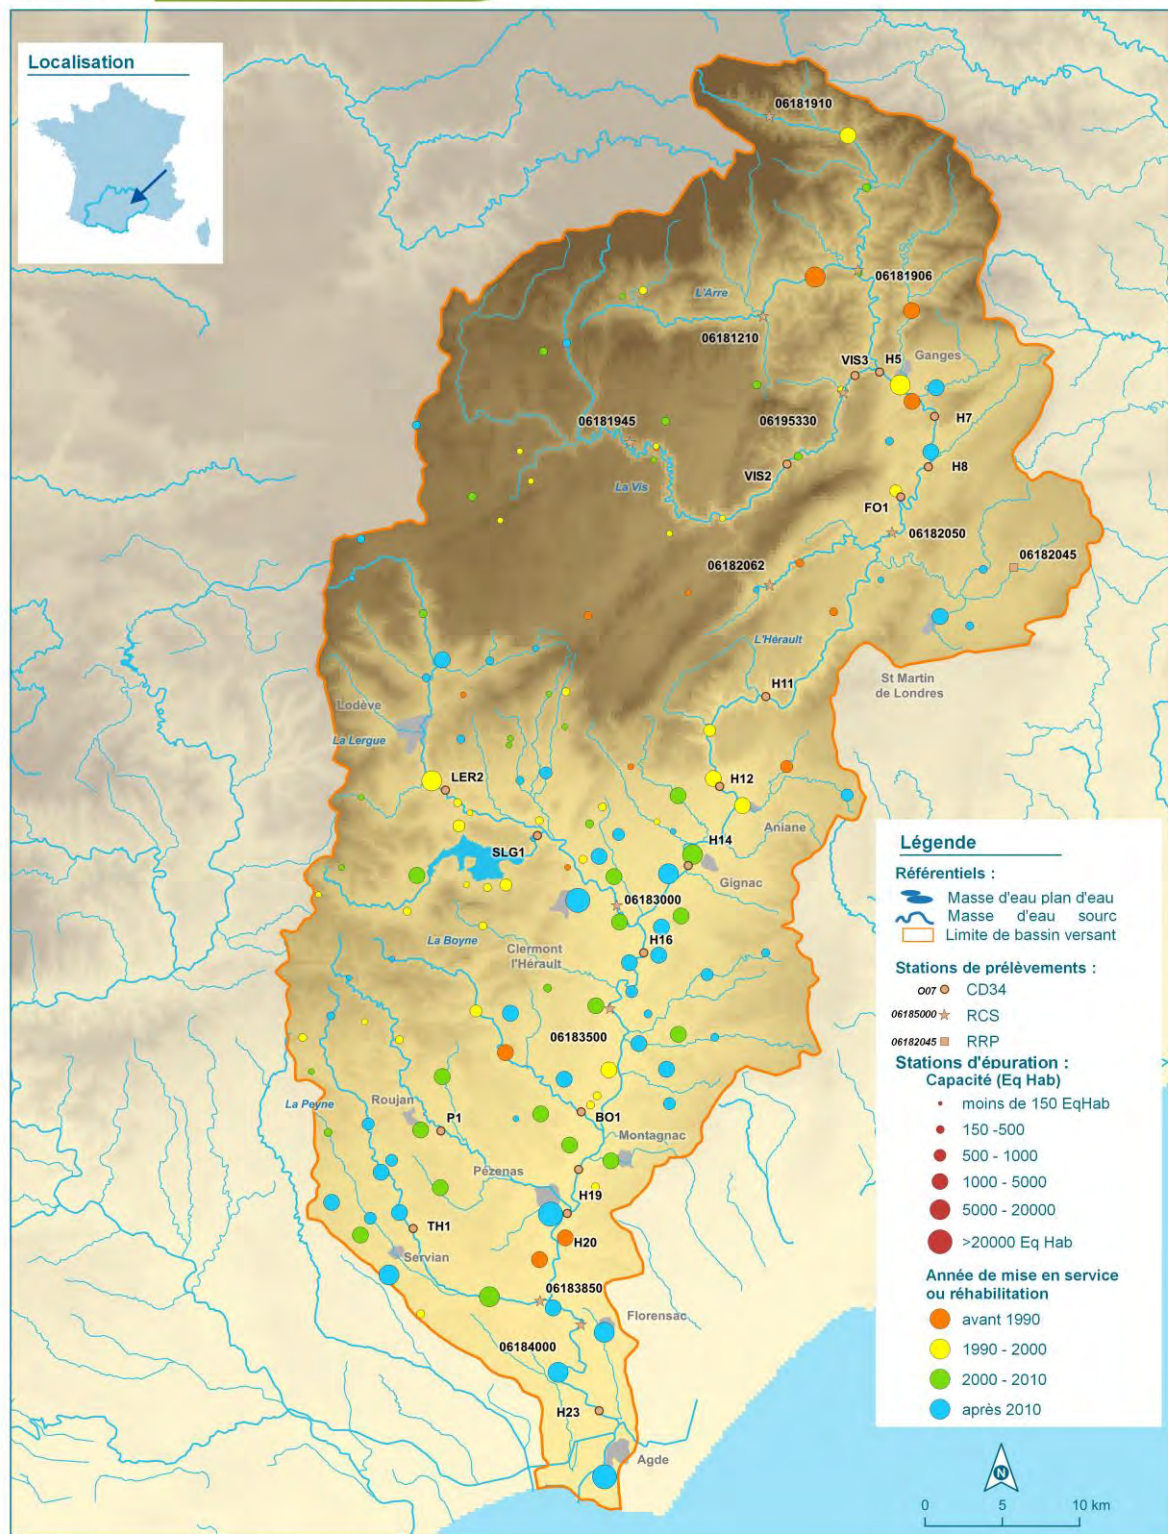 Localisation
06181910
06181906
L'Arre
06181210
VIS3
H5
Ganges
06195330
06181945
H7
VIS2
H8
La Vis
FO1
06182050
06182045
06182062
L'Hérault
H11
St Martin
de Londres
Lodève
La Lergue
LER2
H12
Aniane
SLG1
H14
Gignac
06183000
La Boyne
Clermont
l'Hérault
H16
06183500
La Peyne
Roujan
P1
BO1
Montagnac
Pézenas
H19
TH1
H20
Servian
06183850
Florensac
06184000
H23
Agde
Légende
Référentiels :
Masse d'eau plan d'eau
Masse d'eau sourc
Limite de bassin versant
Stations de prélèvements :
O07 CD34
06185000 RCS
06182045 RRP
Stations d'épuration :
Capacité (Eq Hab)
moins de 150 EqHab
150 -500
500 - 1000
1000 - 5000
5000 - 20000
>20000 Eq Hab
Année de mise en service
ou réhabilitation
avant 1990
1990 - 2000
2000 - 2010
après 2010
N
0 5 10 km